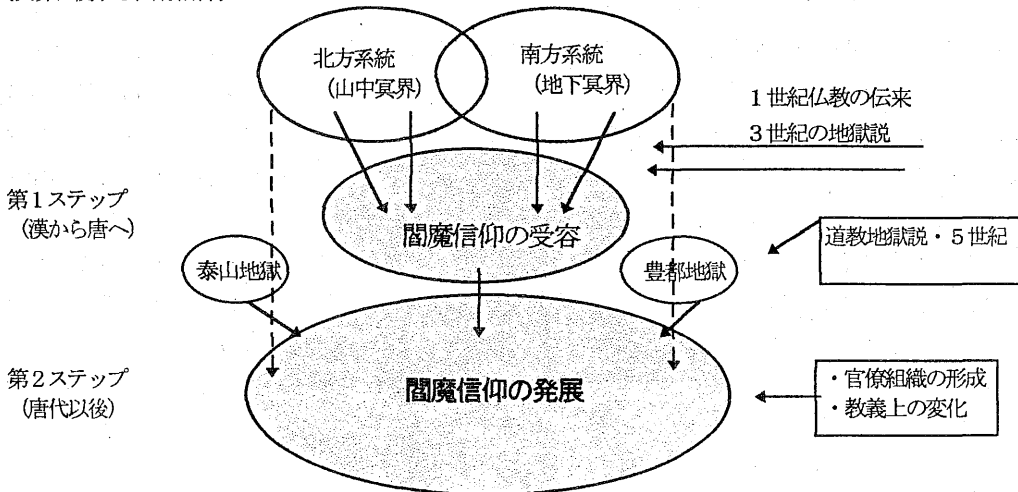 北方系統
(山中冥界)
南方系統
(地下冥界)
1世紀仏教の伝来
3世紀の地獄説
第1ステップ
(漢から唐へ)
閻魔信仰の受容
道教地獄説・5世紀
泰山地獄
豊都地獄
第2ステップ
(唐代以後)
閻魔信仰の発展
・官僚組織の形成
・教義上の変化